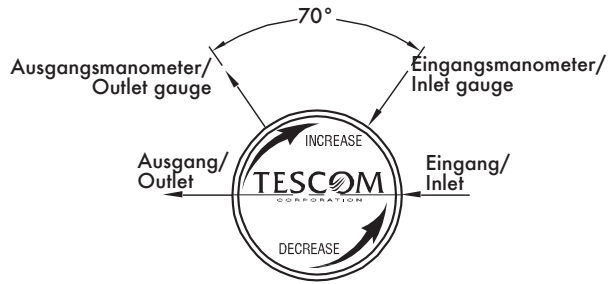 70°
Ausgangsmanometer/
Outlet gauge
Eingangsmanometer/
Inlet gauge
INCREASE
Ausgang/
Outlet
TESCOM
CORPORATION
Eingang/
Inlet
DECREASE